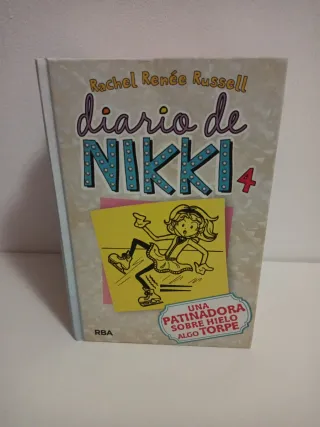 Rachel Renée Russell
diario de
NIKKI 4
UNA
PATINADORA
SOBRE HIELO
ALGO TORPE
RBA